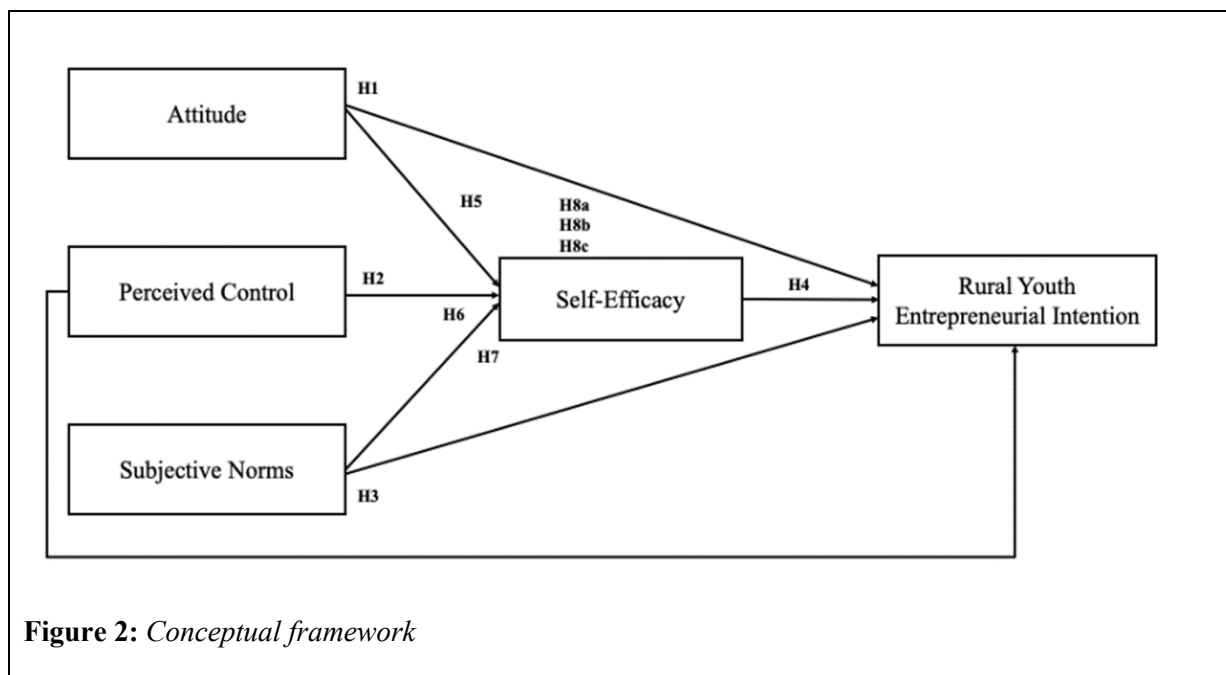 Attitude
H1
H5
H8a
H8b
H8c
Perceived Control
H2
H6
Self-Efficacy
H4
Rural Youth
Entrepreneurial Intention
H7
Subjective Norms
H3
Figure 2: Conceptual framework